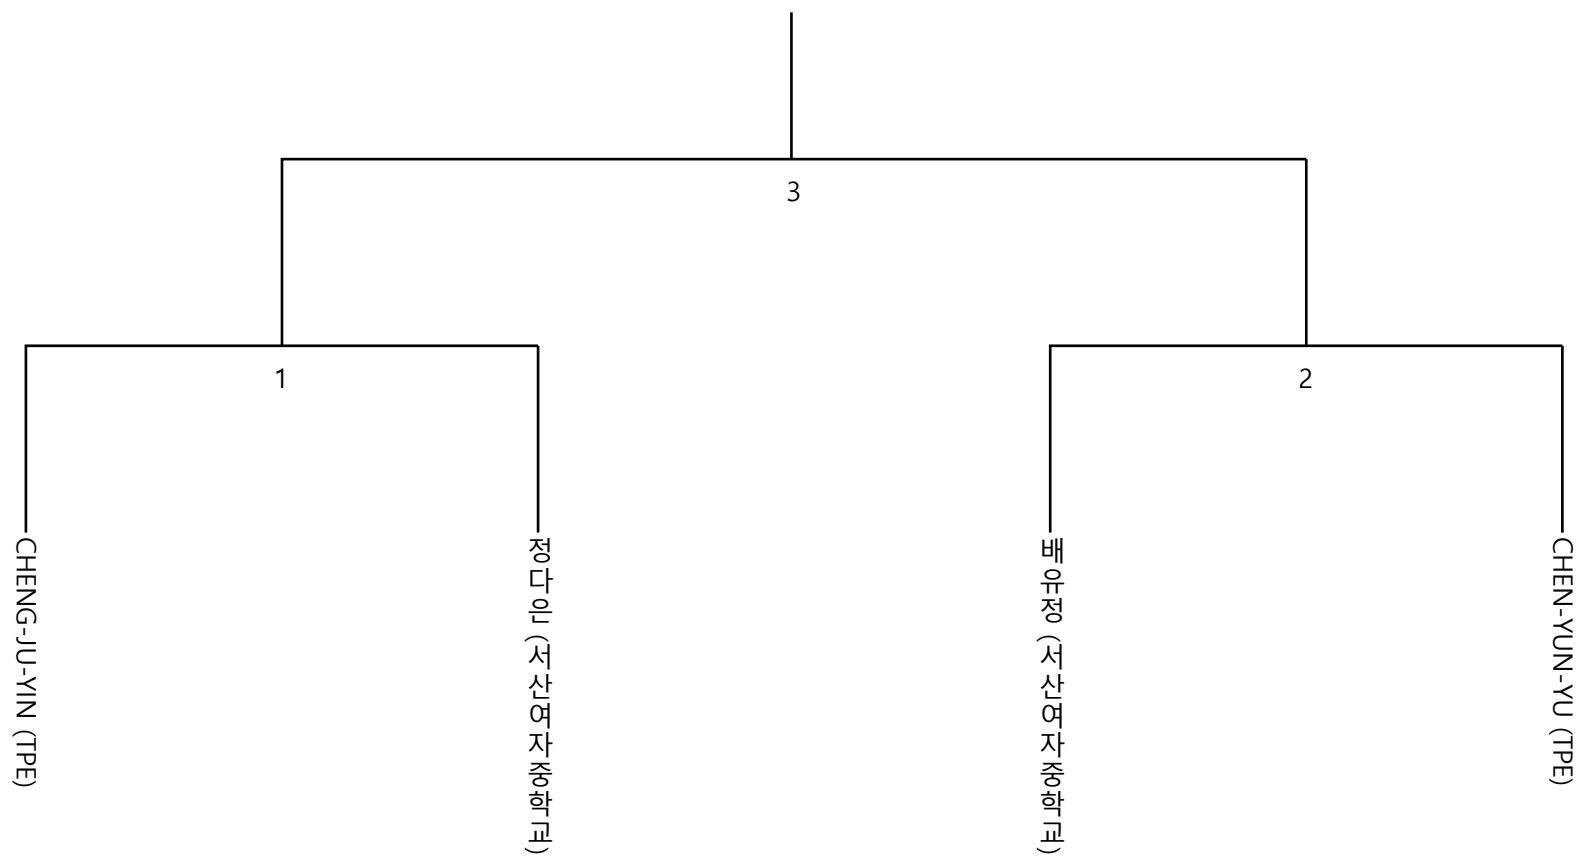 3
1
2
CHENG-JU-YIN (TPE)
정다은 (서산여자중학교)
배유정 (서산여자중학교)
CHEN-YUN-YU (TPE)